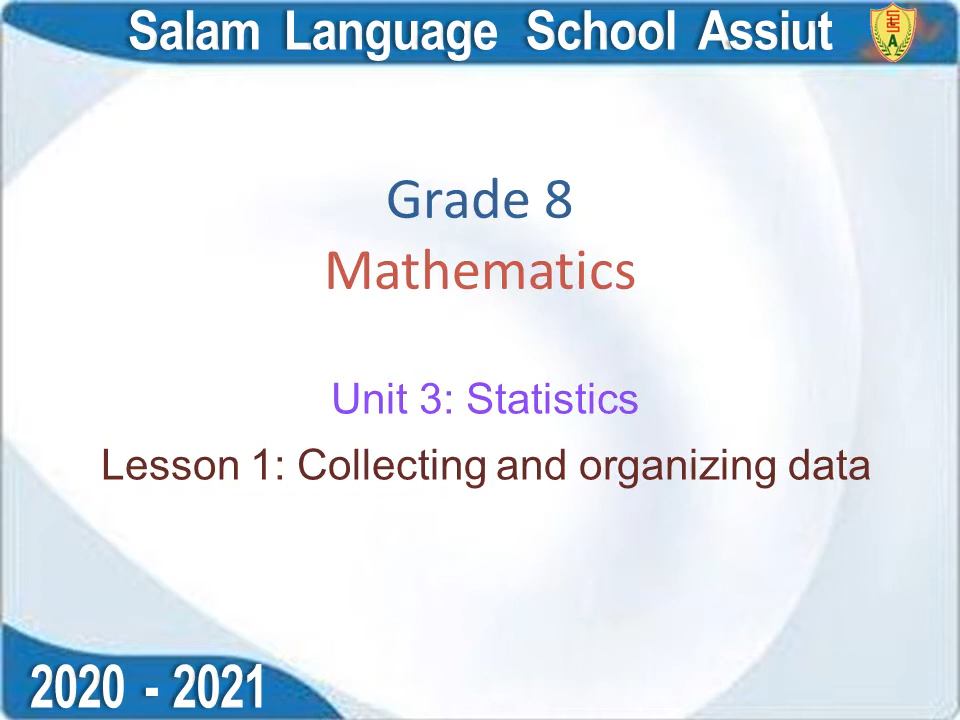 Salam Language School Assiut
Grade 8
Mathematics
Unit 3: Statistics
Lesson 1: Collecting and organizing data
2020 - 2021